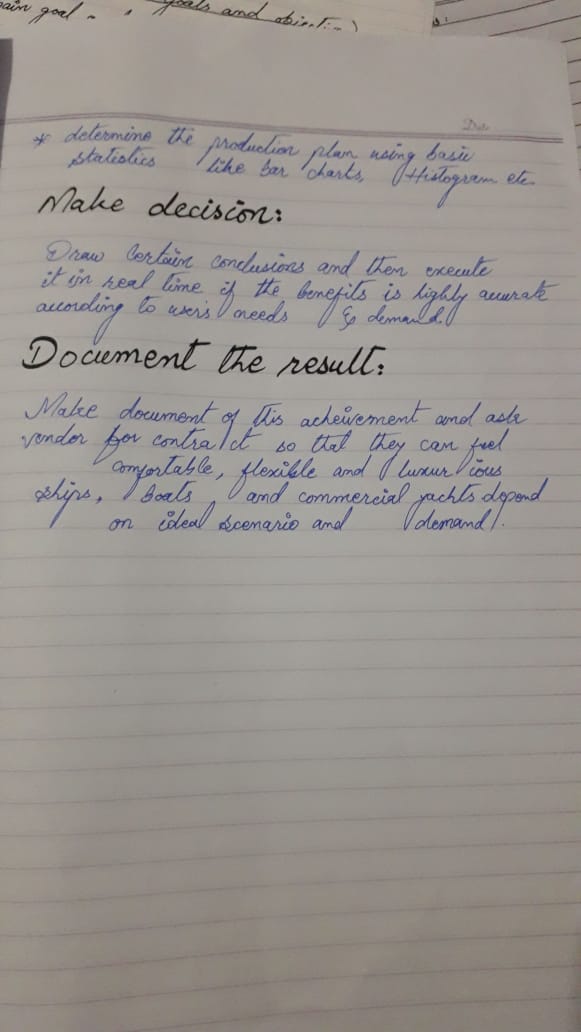 ain goal goals and objective)
s:
Date
* determine the production plan using basic
statistics like bar charts, Histogram etc
Make decision:
Draw Certain conclusions and then execute
it in real time if the benefits is highly accurate
according to user's needs & demand.
Document the result:
Make document of this acheivement and ask
vendor for contract so that they can feel
comfortable, flexible and luxurious
ships, Boats, and commercial yachts depend
on ideal scenario and demand.